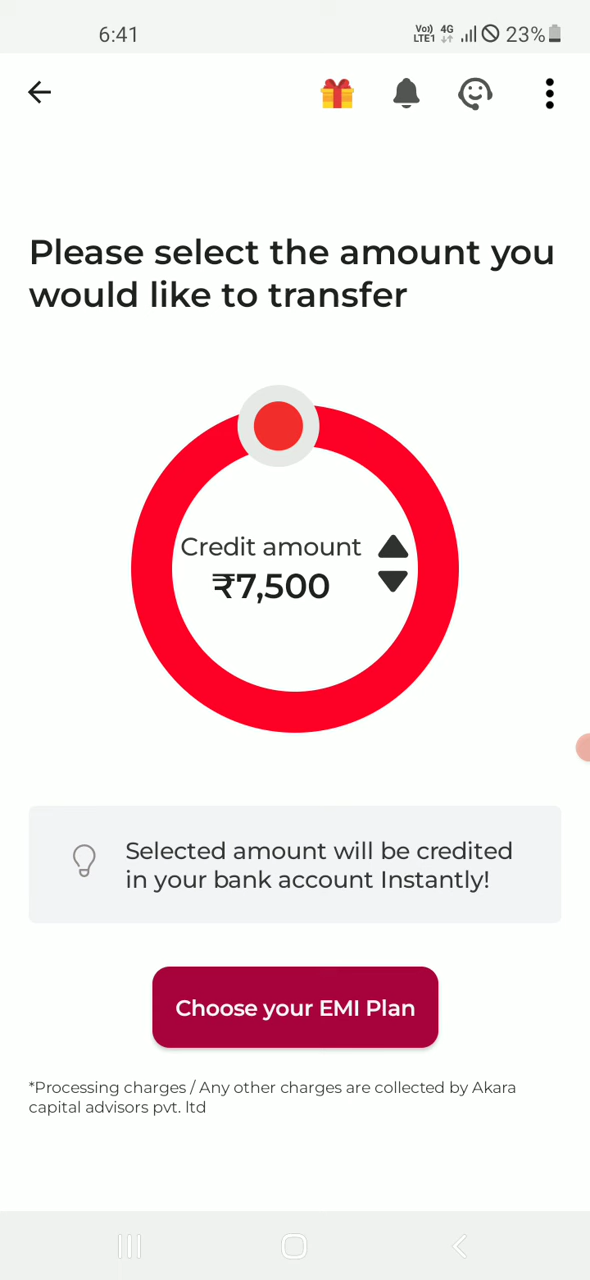 6:41
Vo)) 4G
LTE1 23%
Please select the amount you
would like to transfer
Credit amount
₹7,500
Selected amount will be credited
in your bank account Instantly!
Choose your EMI Plan
*Processing charges / Any other charges are collected by Akara
capital advisors pvt. ltd